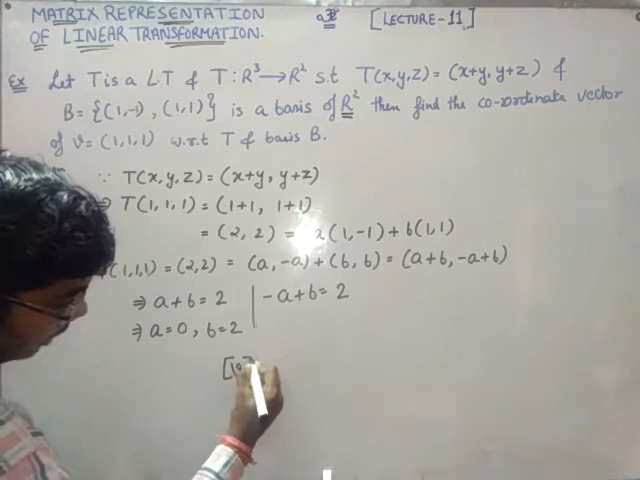 MATRIX REPRESENTATION
OF LINEAR TRANSFORMATION.
[LECTURE-11]
Ex Let T is a L.T & T: R³→R² s.t T(x,y,z) = (x+y, y+z) &
B = {(1,-1), (1,1)} is a basis of R² then find the co-ordinate vector
of v = (1,1,1) w.r.t T & basis B.
∵ T(x,y,z) = (x+y, y+z)
⇒ T(1,1,1) = (1+1, 1+1)
= (2,2) = a(1,-1) + b(1,1)
(1,1,1) = (2,2) = (a,-a) + (b,b) = (a+b, -a+b)
⇒ a+b = 2 | -a+b = 2
⇒ a=0, b=2